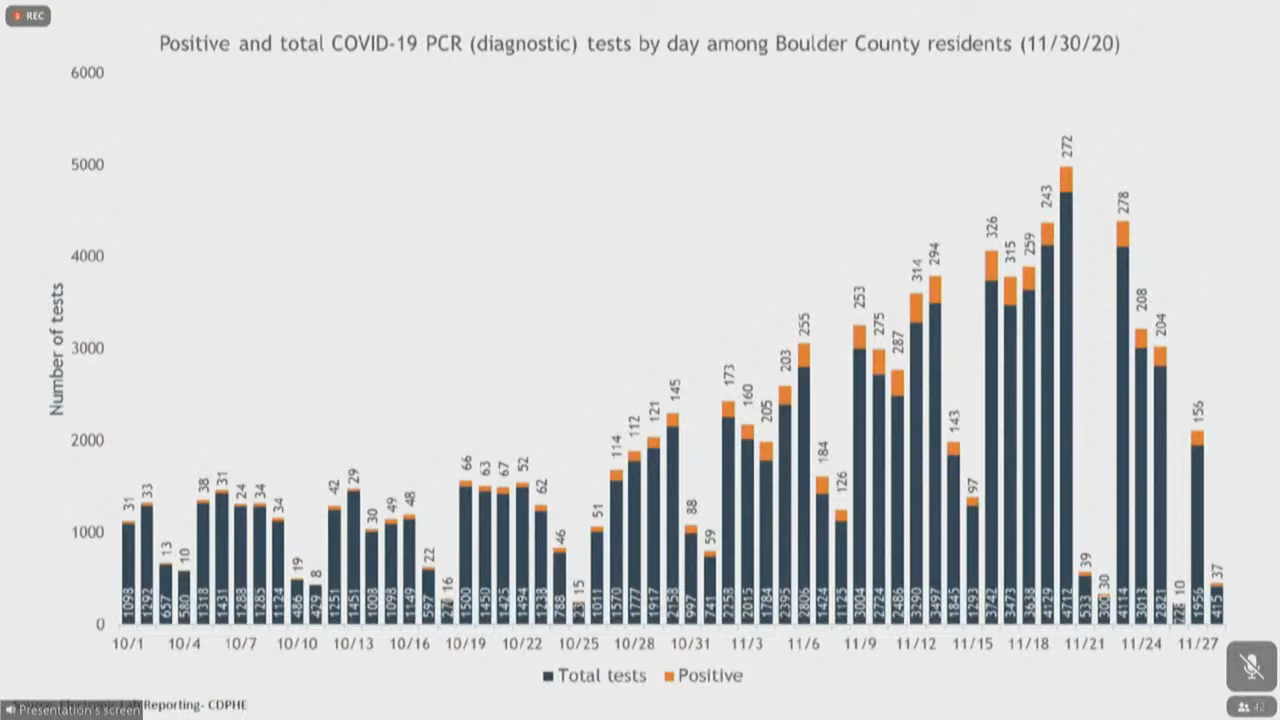 REC
Positive and total COVID-19 PCR (diagnostic) tests by day among Boulder County residents (11/30/20)
6000
5000
4000
3000
2000
1000
0
Number of tests
31 33 13 10 38 31 24 34 34 19 8 42 29 30 49 48 22 16 66 63 67 52 62 46 15 51 114 112 121 145 88 59 173 160 205 203 255 184 126 253 275 287 314 294 143 97 326 315 259 243 272 39 30 278 208 204 10 156 37
1098 1292 657 580 1318 1431 1288 1285 1124 486 429 1251 1451 1008 1098 1149 597 1500 1450 1425 1494 1238 788 1011 1570 1777 1917 2158 997 741 2258 2015 1784 2395 2806 1424 1125 3004 2724 2486 3290 3497 1845 1293 3742 3473 3638 4129 4712 533 4114 3013 2821 1956 415
10/1 10/4 10/7 10/10 10/13 10/16 10/19 10/22 10/25 10/28 10/31 11/3 11/6 11/9 11/12 11/15 11/18 11/21 11/24 11/27
Total tests Positive
Reporting- CDPHE
Presentation's screen
42